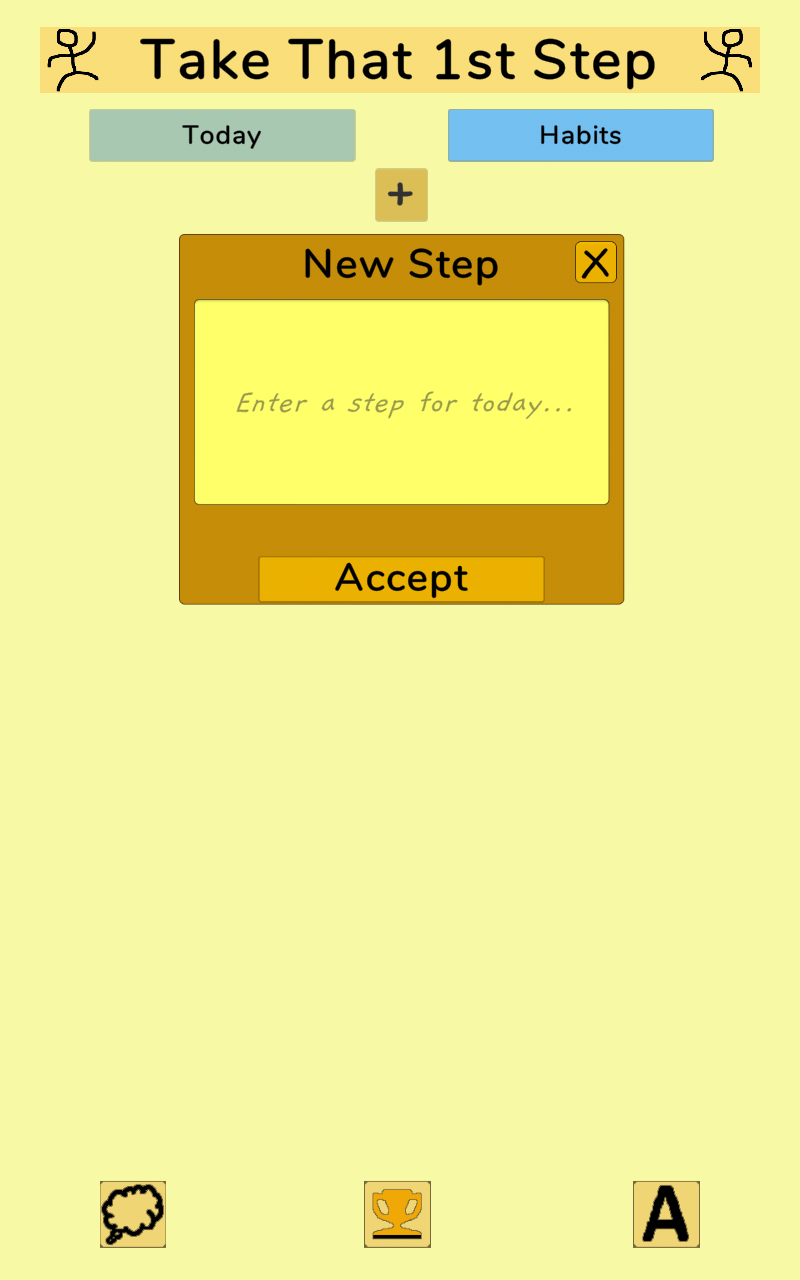 Take That 1st Step
Today
Habits
+
New Step
X
Enter a step for today...
Accept
A